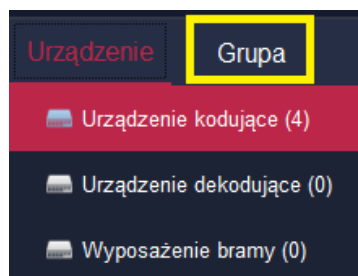 Urządzenie Grupa
Urządzenie kodujące (4)
Urządzenie dekodujące (0)
Wyposażenie bramy (0)